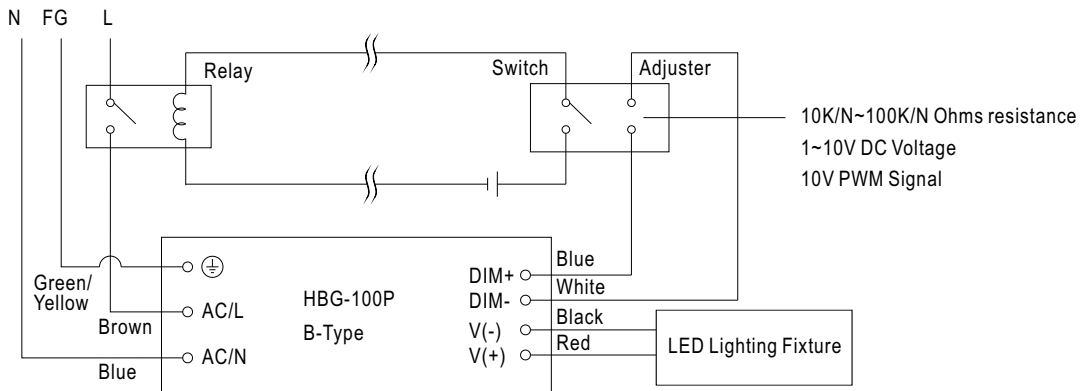 N FG L
Relay
Switch
Adjuster
10K/N~100K/N Ohms resistance
1~10V DC Voltage
10V PWM Signal
Green/
Yellow
Brown
Blue
AC/L
AC/N
HBG-100P
B-Type
DIM+
DIM-
V(-)
V(+)
Blue
White
Black
Red
LED Lighting Fixture